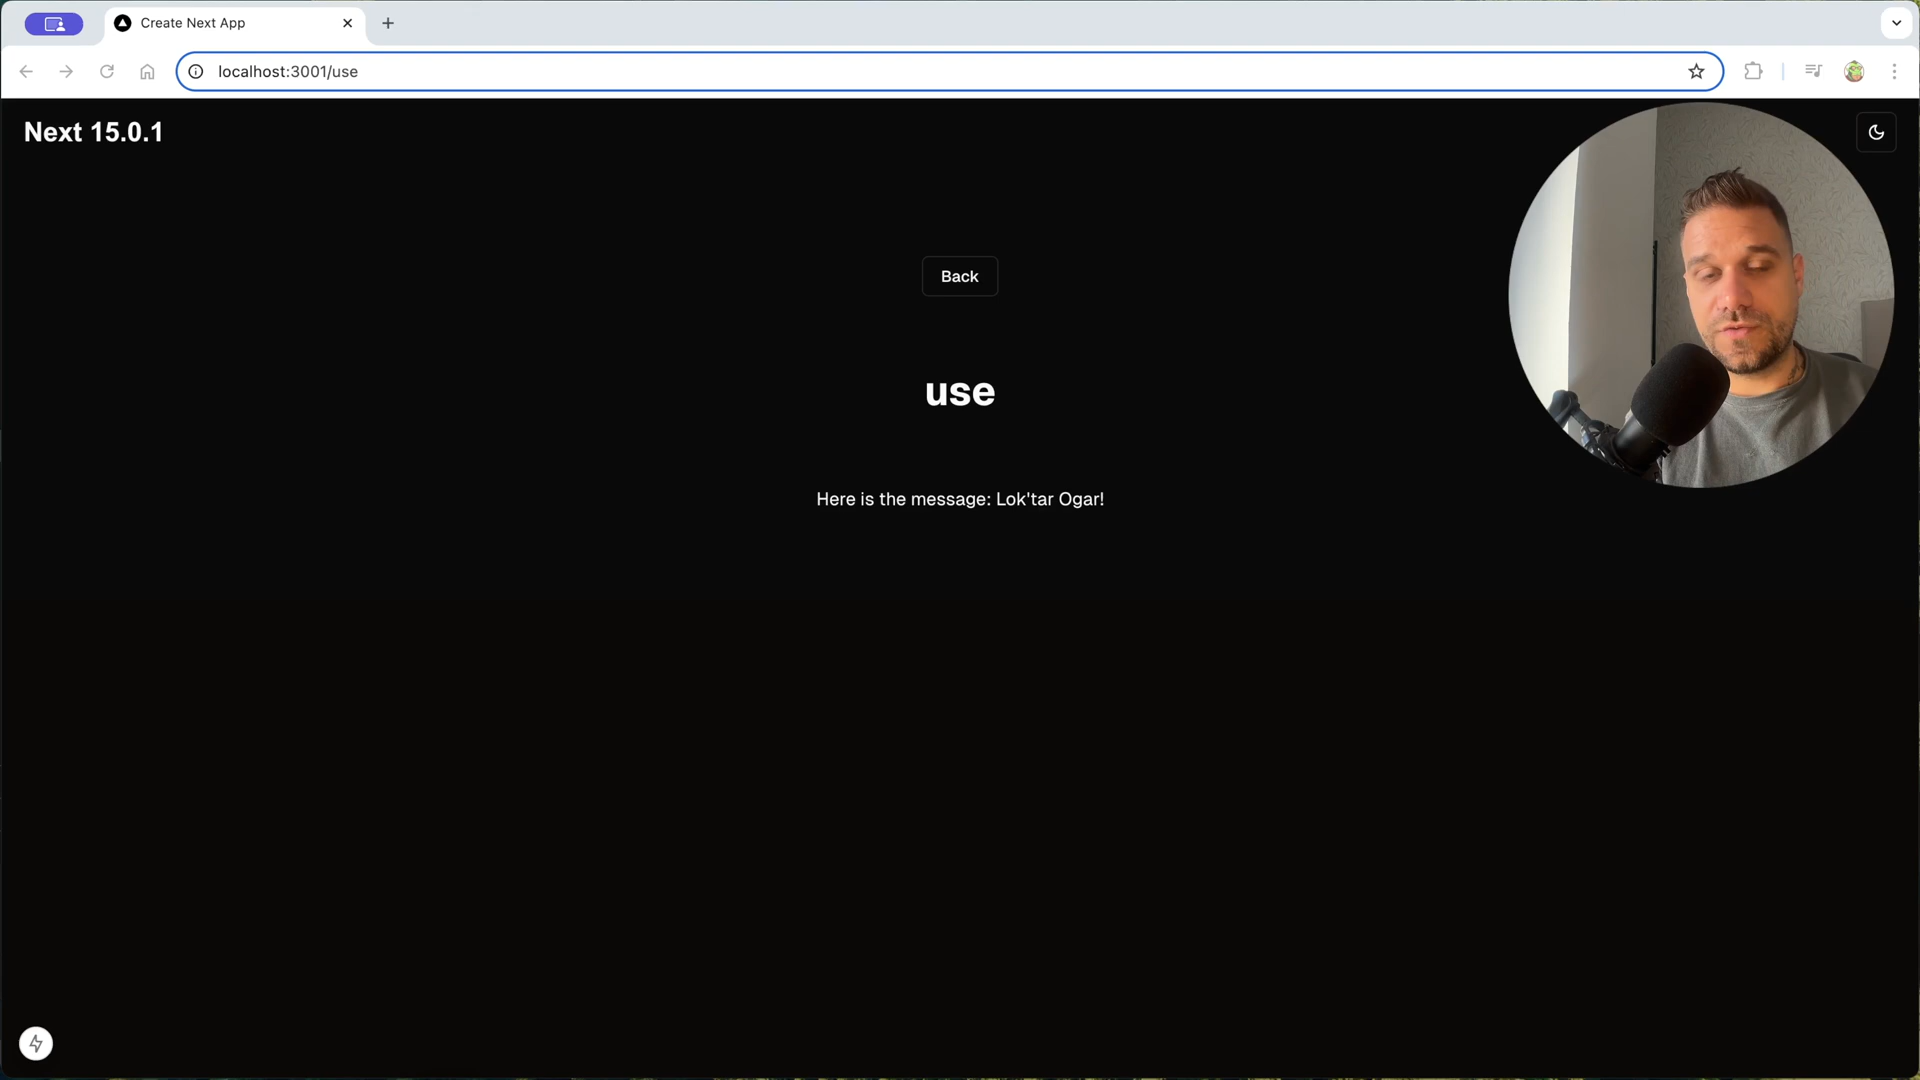 Create Next App
localhost:3001/use
Next 15.0.1
Back
use
Here is the message: Lok'tar Ogar!